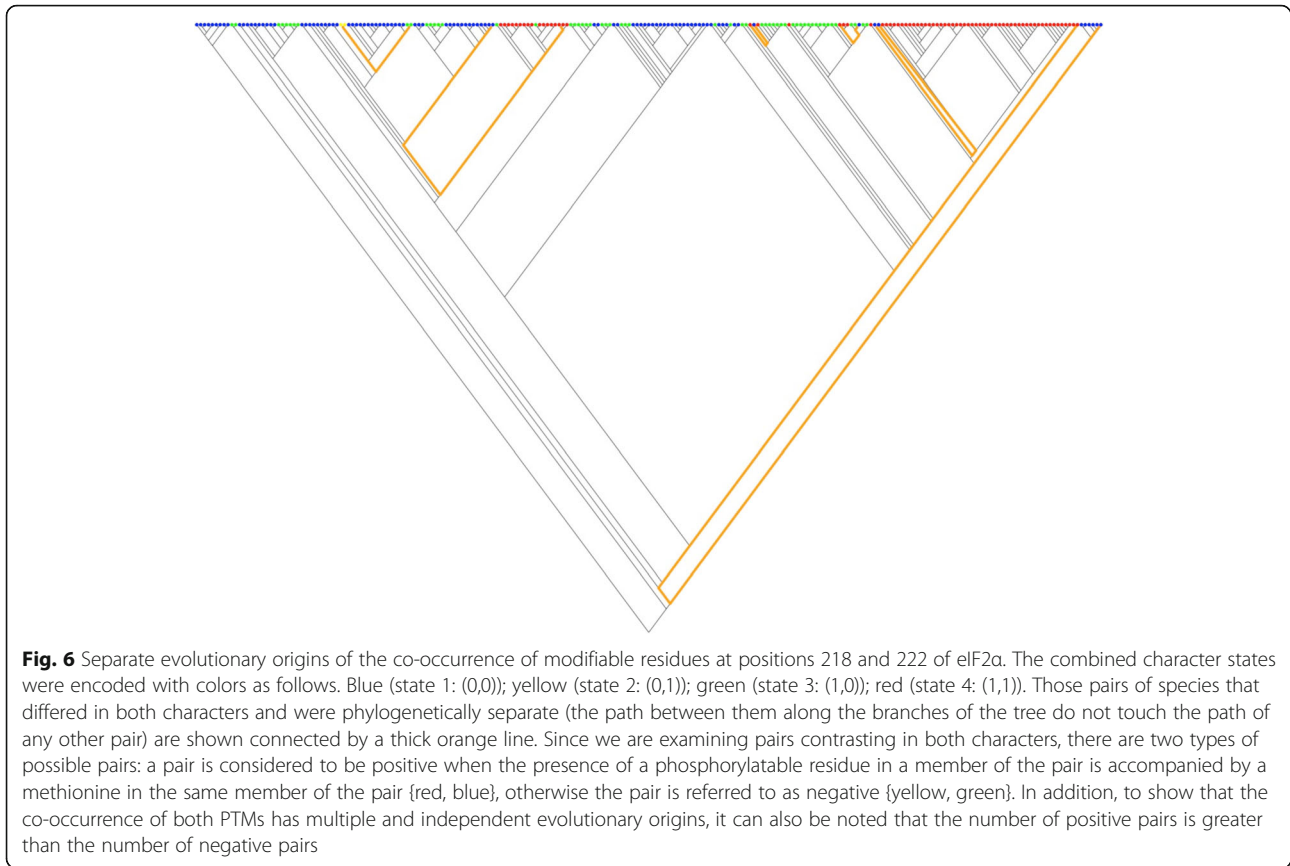 Fig. 6 Separate evolutionary origins of the co-occurrence of modifiable residues at positions 218 and 222 of eIF2α. The combined character states
were encoded with colors as follows. Blue (state 1: (0,0)); yellow (state 2: (0,1)); green (state 3: (1,0)); red (state 4: (1,1)). Those pairs of species that
differed in both characters and were phylogenetically separate (the path between them along the branches of the tree do not touch the path of
any other pair) are shown connected by a thick orange line. Since we are examining pairs contrasting in both characters, there are two types of
possible pairs: a pair is considered to be positive when the presence of a phosphorylatable residue in a member of the pair is accompanied by a
methionine in the same member of the pair {red, blue}, otherwise the pair is referred to as negative {yellow, green}. In addition, to show that the
co-occurrence of both PTMs has multiple and independent evolutionary origins, it can also be noted that the number of positive pairs is greater
than the number of negative pairs